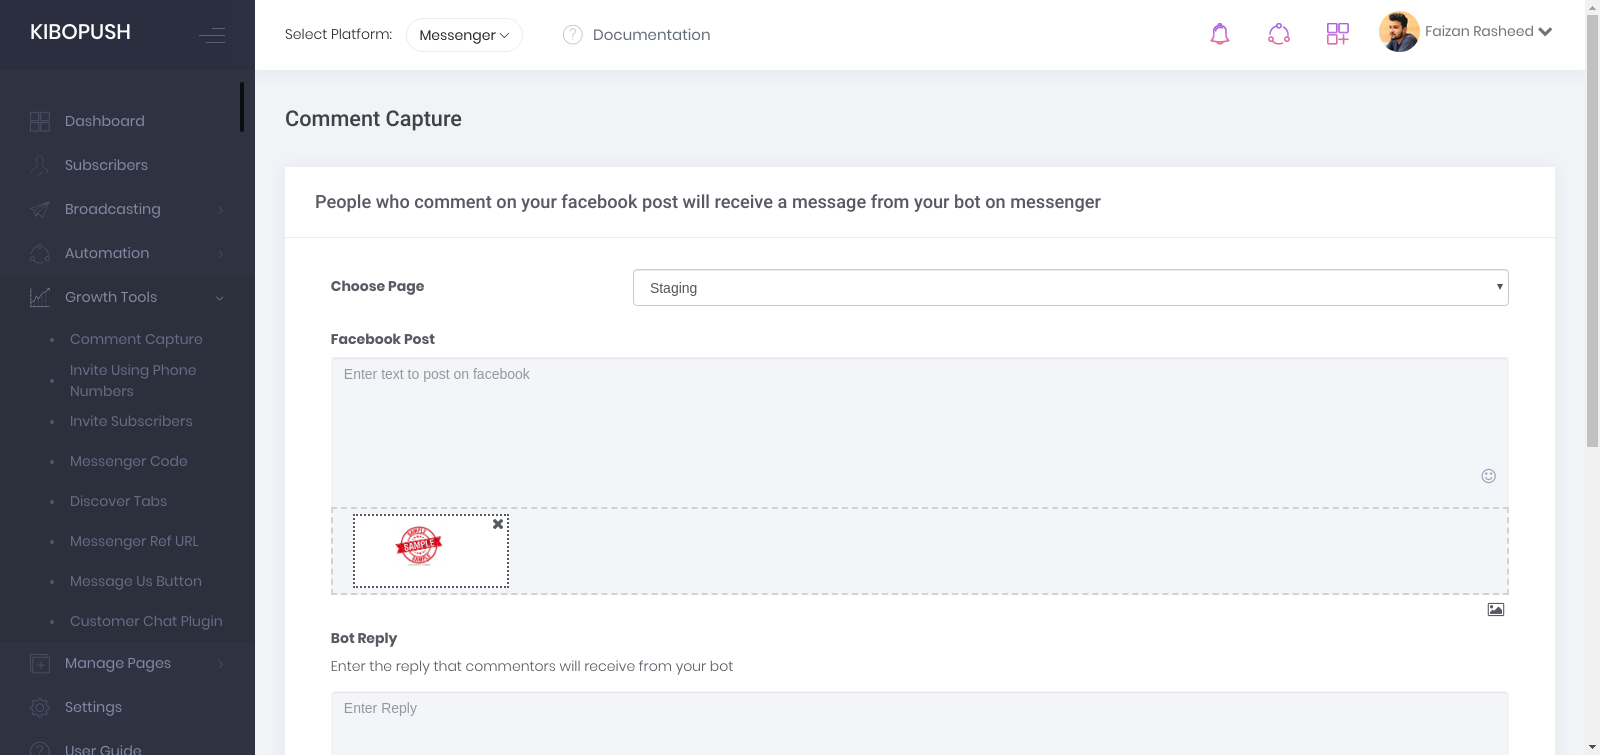 KIBOPUSH
Select Platform: Messenger
? Documentation
Faizan Rasheed
Dashboard
Subscribers
Broadcasting
Automation
Growth Tools
Comment Capture
Invite Using Phone
Numbers
Invite Subscribers
Messenger Code
Discover Tabs
Messenger Ref URL
Message Us Button
Customer Chat Plugin
Manage Pages
Settings
User Guide
Comment Capture
People who comment on your facebook post will receive a message from your bot on messenger
Choose Page
Staging
Facebook Post
Enter text to post on facebook
SAMPLE
SAMPLE
SAMPLE
Bot Reply
Enter the reply that commentors will receive from your bot
Enter Reply